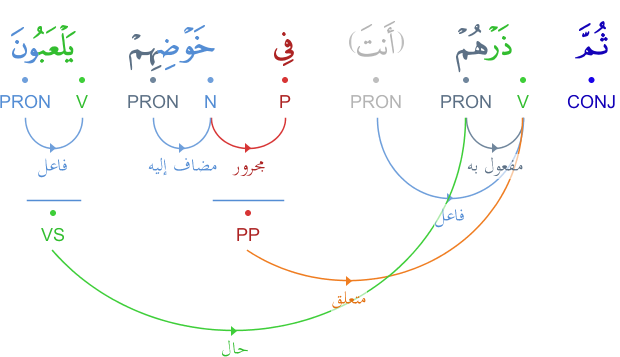 ثُمَّ ذَرْهُمْ (أَنتَ) فِي خَوْضِهِمْ يَلْعَبُونَ
CONJ V PRON PRON P N PRON V PRON
مفعول به مجرور مضاف إليه فاعل
فاعل
PP VS
متعلق
حال